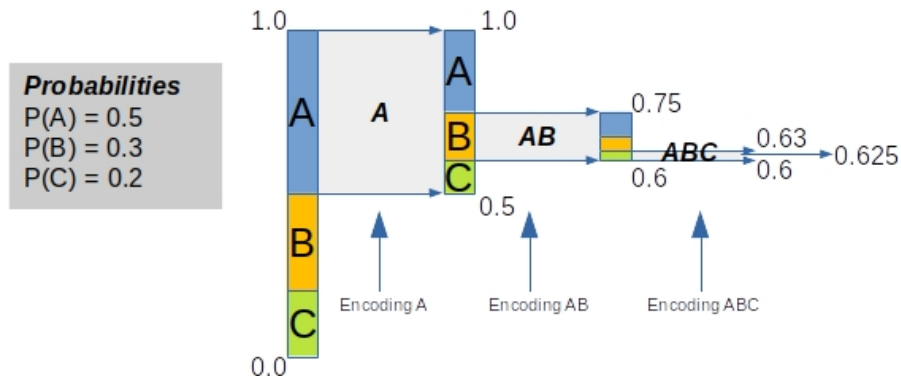 Probabilities
P(A) = 0.5
P(B) = 0.3
P(C) = 0.2
1.0
A
B
C
0.0
A
1.0
A
B
C
0.5
AB
0.75
0.6
ABC
0.63
0.6
0.625
Encoding A
Encoding AB
Encoding ABC